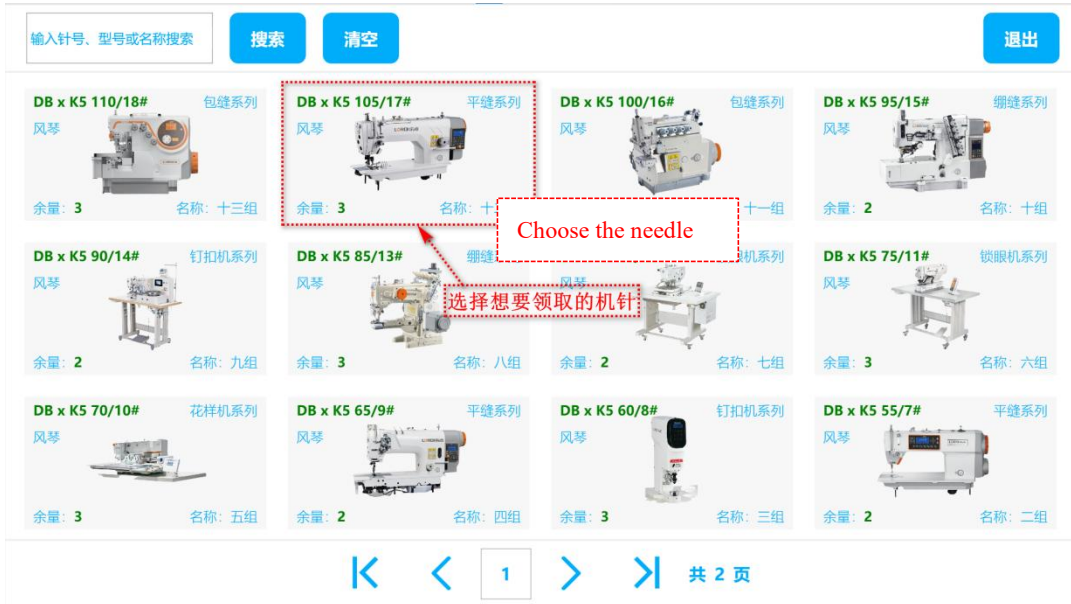 输入针号、型号或名称搜索
搜索
清空
退出
DB x K5 110/18#
包缝系列
风琴
余量: 3
名称: 十三组
DB x K5 105/17#
平缝系列
风琴
余量: 3
名称: 十
DB x K5 100/16#
包缝系列
风琴
十一组
DB x K5 95/15#
绷缝系列
风琴
余量: 2
名称: 十组
Choose the needle
选择想要领取的机针
DB x K5 90/14#
钉扣机系列
风琴
余量: 2
名称: 九组
DB x K5 85/13#
绷缝
风琴
余量: 3
名称: 八组
机系列
风琴
余量: 2
名称: 七组
DB x K5 75/11#
锁眼机系列
风琴
余量: 3
名称: 六组
DB x K5 70/10#
花样机系列
风琴
余量: 3
名称: 五组
DB x K5 65/9#
平缝系列
风琴
余量: 2
名称: 四组
DB x K5 60/8#
钉扣机系列
风琴
余量: 3
名称: 三组
DB x K5 55/7#
平缝系列
风琴
余量: 2
名称: 二组
1
共 2 页